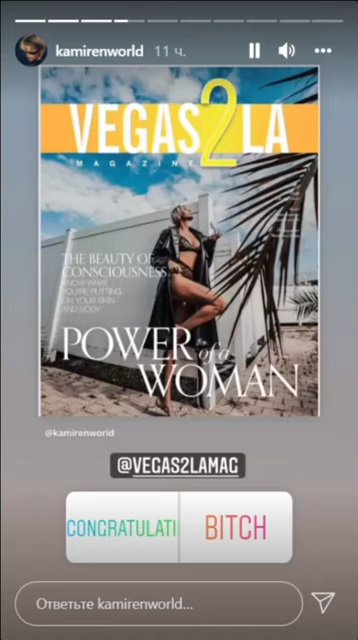 kamirenworld 11 ч.
VEGAS2LA
MAGAZINE
THE BEAUTY OF
CONSCIOUSNESS
KNOW WHAT
YOU'RE PUTTING
ON YOUR SKIN
AND BODY
POWER of a
WOMAN
@kamirenworld
@VEGAS2LAMAG
CONGRATULATI
BITCH
Ответьте kamirenworld...